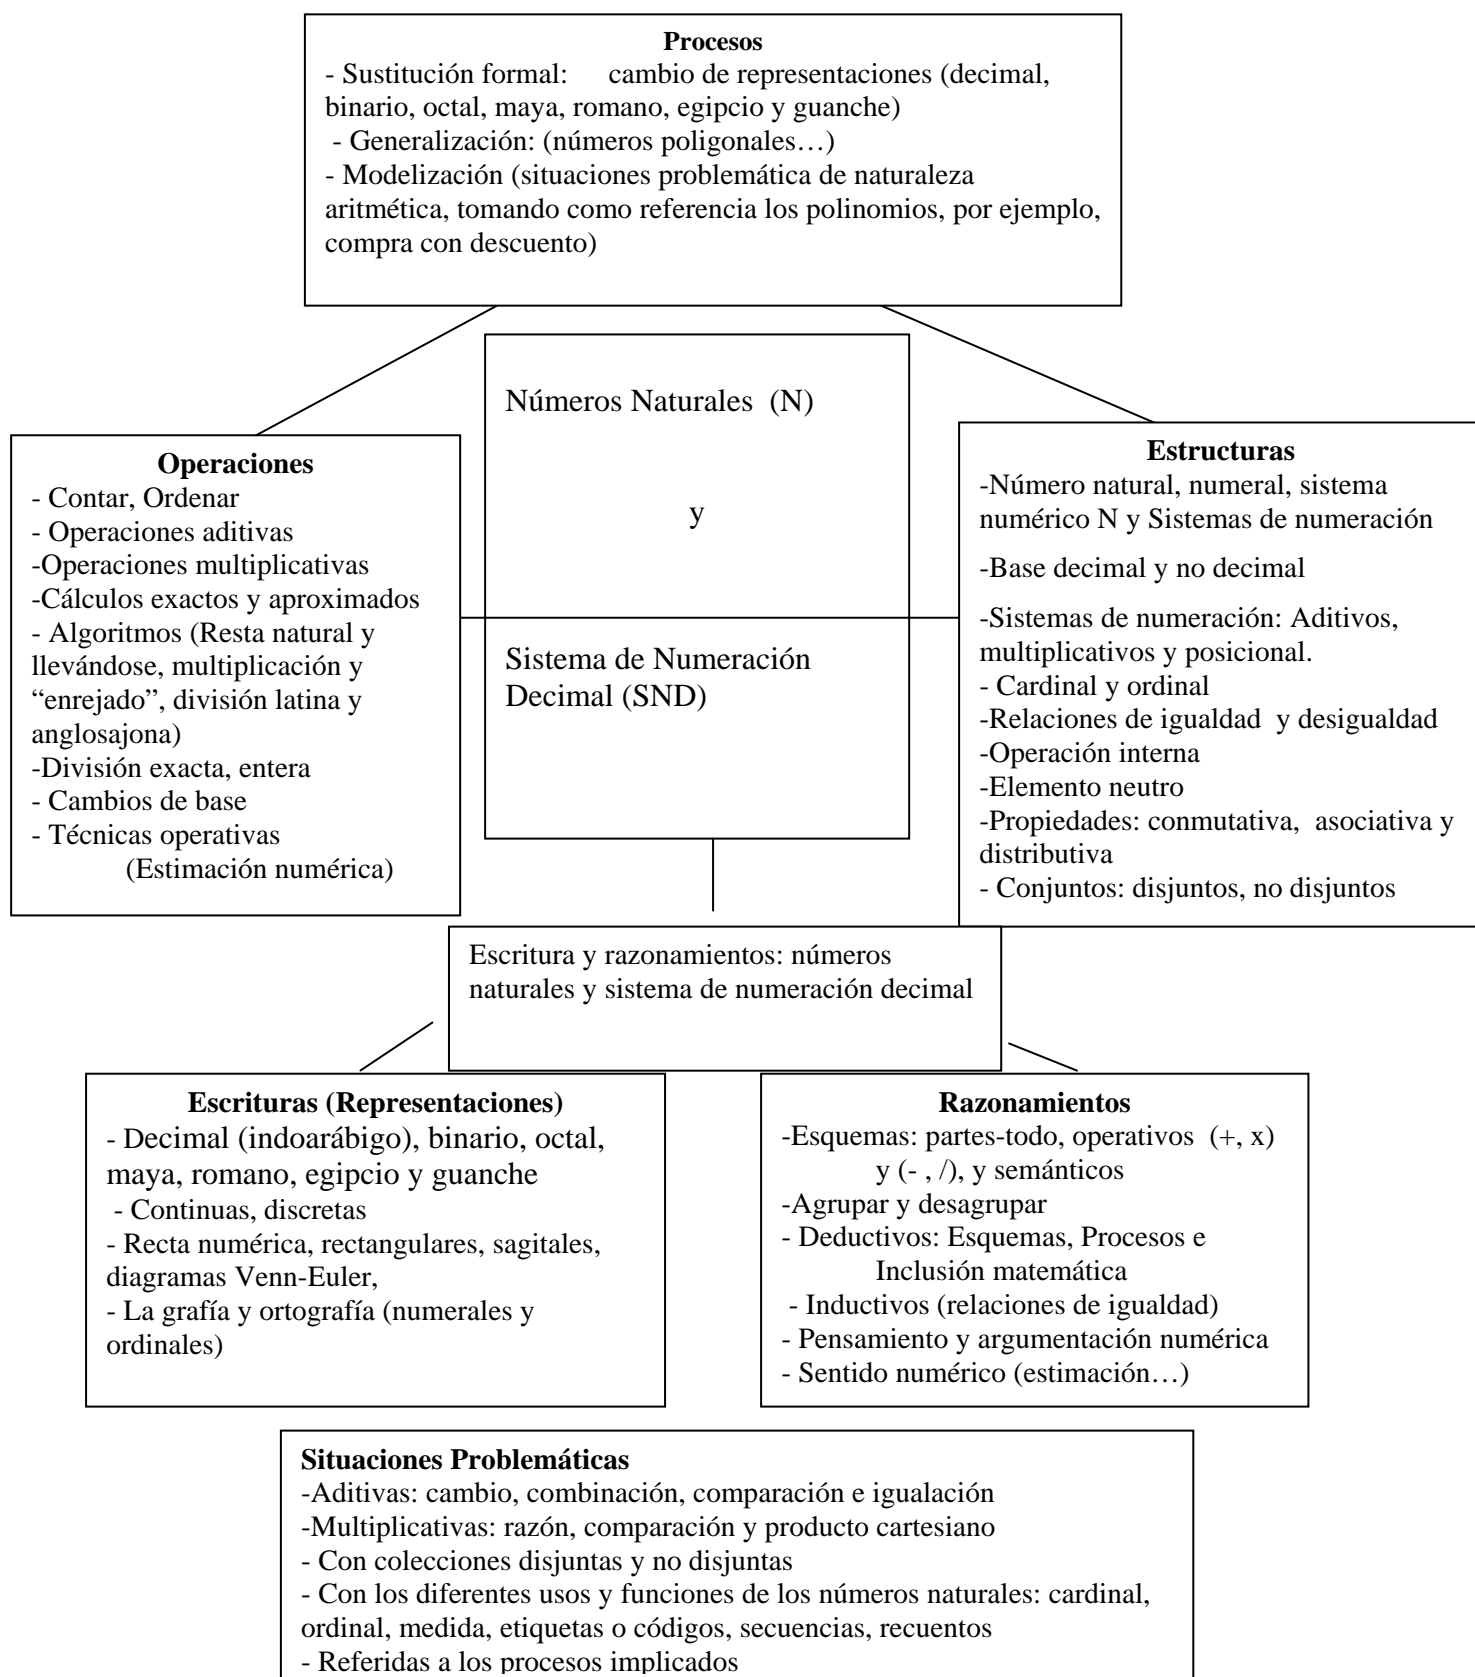 Procesos
- Sustitución formal: cambio de representaciones (decimal,
binario, octal, maya, romano, egipcio y guanche)
- Generalización: (números poligonales…)
- Modelización (situaciones problemática de naturaleza
aritmética, tomando como referencia los polinomios, por ejemplo,
compra con descuento)
Números Naturales (N)
y
Sistema de Numeración
Decimal (SND)
Operaciones
- Contar, Ordenar
- Operaciones aditivas
-Operaciones multiplicativas
-Cálculos exactos y aproximados
- Algoritmos (Resta natural y
llevándose, multiplicación y
“enrejado”, división latina y
anglosajona)
-División exacta, entera
- Cambios de base
- Técnicas operativas
(Estimación numérica)
Estructuras
-Número natural, numeral, sistema
numérico N y Sistemas de numeración
-Base decimal y no decimal
-Sistemas de numeración: Aditivos,
multiplicativos y posicional.
- Cardinal y ordinal
-Relaciones de igualdad y desigualdad
-Operación interna
-Elemento neutro
-Propiedades: conmutativa, asociativa y
distributiva
- Conjuntos: disjuntos, no disjuntos
Escritura y razonamientos: números
naturales y sistema de numeración decimal
Escrituras (Representaciones)
- Decimal (indoarábigo), binario, octal,
maya, romano, egipcio y guanche
- Continuas, discretas
- Recta numérica, rectangulares, sagitales,
diagramas Venn-Euler,
- La grafía y ortografía (numerales y
ordinales)
Razonamientos
-Esquemas: partes-todo, operativos (+, x)
y (- , /), y semánticos
-Agrupar y desagrupar
- Deductivos: Esquemas, Procesos e
Inclusión matemática
- Inductivos (relaciones de igualdad)
- Pensamiento y argumentación numérica
- Sentido numérico (estimación…)
Situaciones Problemáticas
-Aditivas: cambio, combinación, comparación e igualación
-Multiplicativas: razón, comparación y producto cartesiano
- Con colecciones disjuntas y no disjuntas
- Con los diferentes usos y funciones de los números naturales: cardinal,
ordinal, medida, etiquetas o códigos, secuencias, recuentos
- Referidas a los procesos implicados